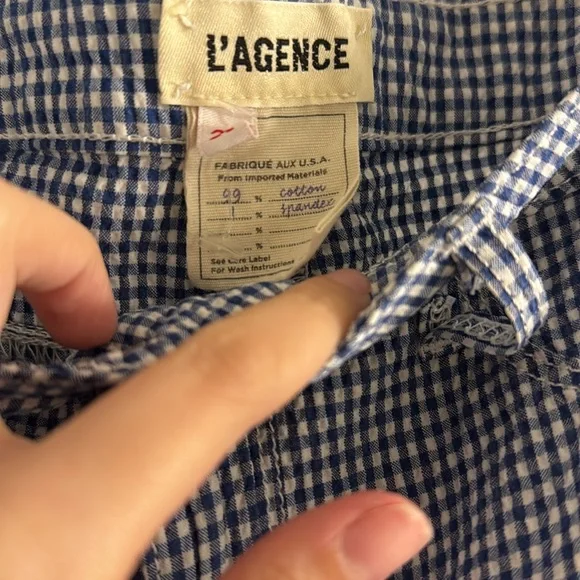 L'AGENCE
FABRIQUÉ AUX U.S.A.
From Imported Materials
99 % cotton
1 % spandex
%
%
See Care Label
For Wash Instructions